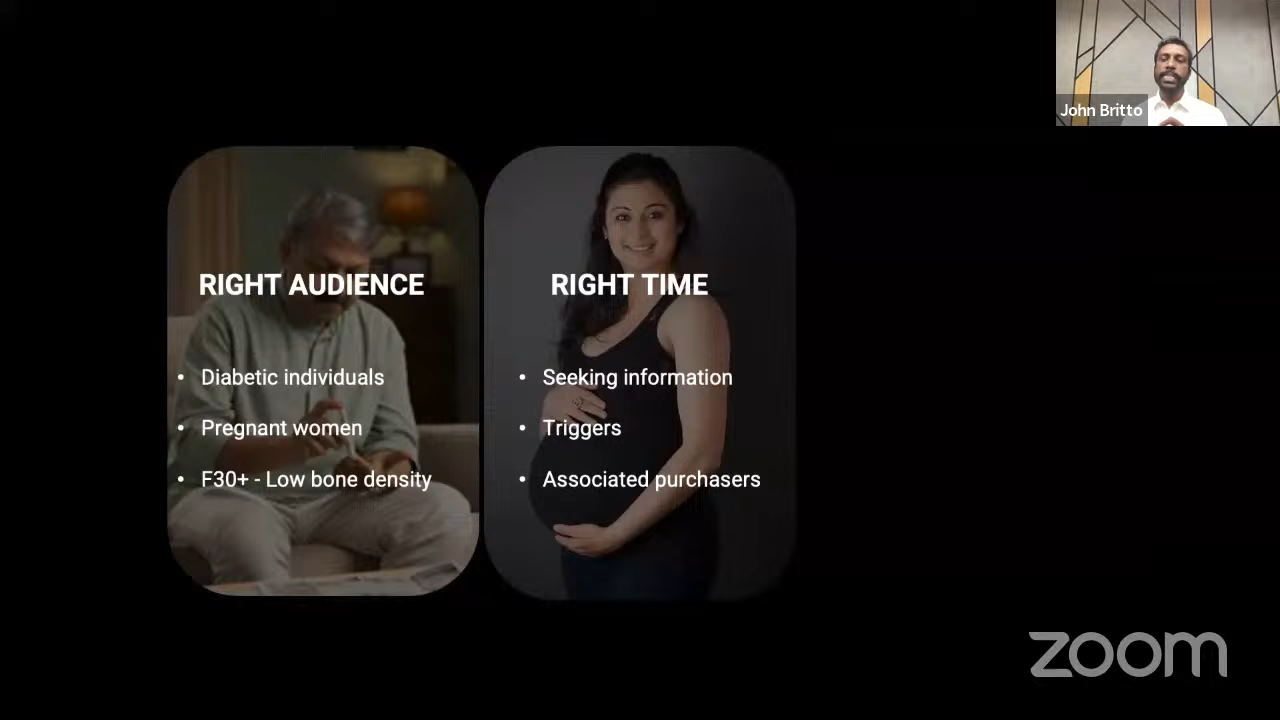 John Britto
RIGHT AUDIENCE
• Diabetic individuals
• Pregnant women
• F30+ - Low bone density
RIGHT TIME
• Seeking information
• Triggers
• Associated purchasers
zoom